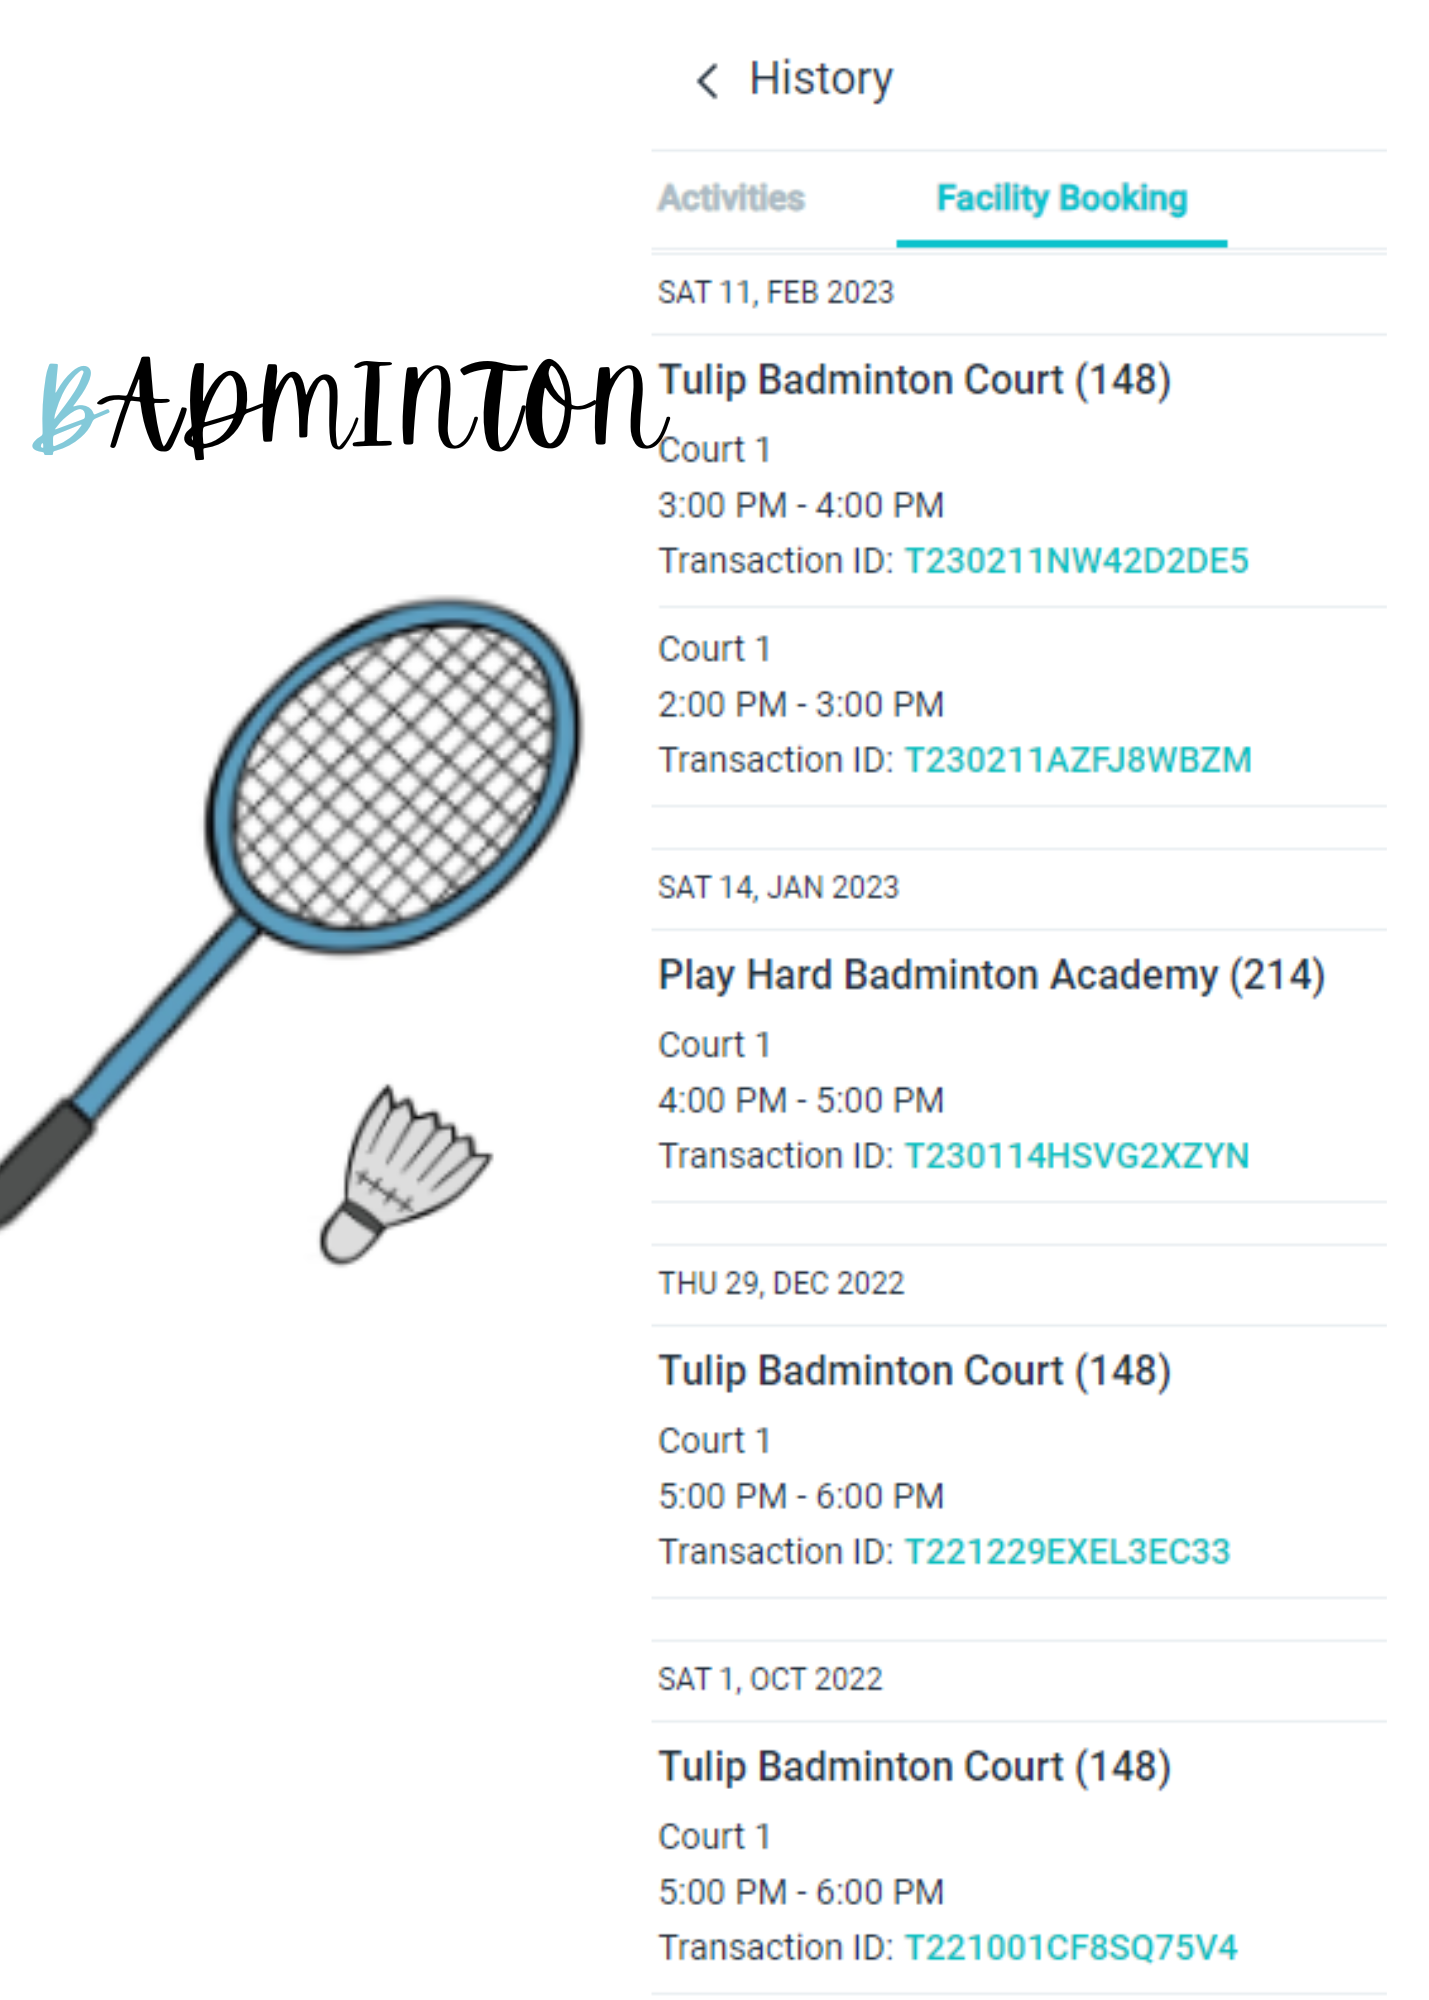 History
Activities Facility Booking
SAT 11, FEB 2023
BADMINTON
Tulip Badminton Court (148)
Court 1
3:00 PM - 4:00 PM
Transaction ID: T230211NW42D2DE5
Court 1
2:00 PM - 3:00 PM
Transaction ID: T230211AZFJ8WBZM
SAT 14, JAN 2023
Play Hard Badminton Academy (214)
Court 1
4:00 PM - 5:00 PM
Transaction ID: T230114HSVG2XZYN
THU 29, DEC 2022
Tulip Badminton Court (148)
Court 1
5:00 PM - 6:00 PM
Transaction ID: T221229EXEL3EC33
SAT 1, OCT 2022
Tulip Badminton Court (148)
Court 1
5:00 PM - 6:00 PM
Transaction ID: T221001CF8SQ75V4